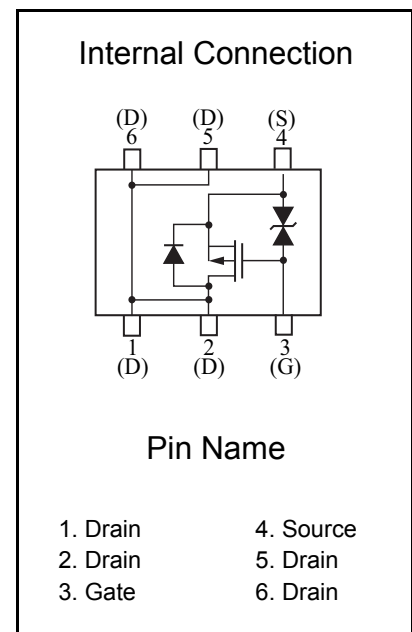 Internal Connection
(D) (D) (S)
6 5 4
1 2 3
(D) (D) (G)
Pin Name
1. Drain 4. Source
2. Drain 5. Drain
3. Gate 6. Drain